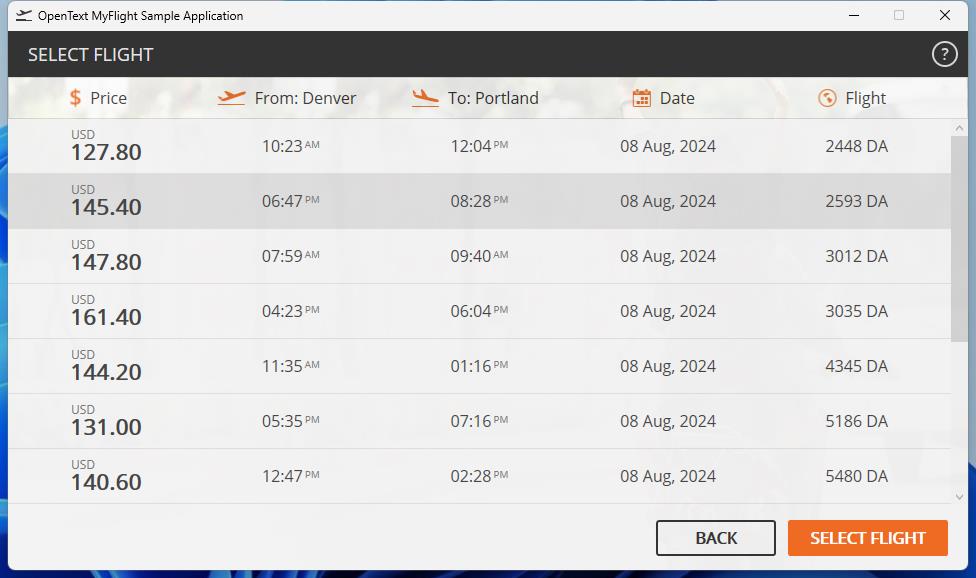 OpenText MyFlight Sample Application
SELECT FLIGHT ?
$ Price From: Denver To: Portland Date Flight
USD
127.80 10:23 AM 12:04 PM 08 Aug, 2024 2448 DA
USD
145.40 06:47 PM 08:28 PM 08 Aug, 2024 2593 DA
USD
147.80 07:59 AM 09:40 AM 08 Aug, 2024 3012 DA
USD
161.40 04:23 PM 06:04 PM 08 Aug, 2024 3035 DA
USD
144.20 11:35 AM 01:16 PM 08 Aug, 2024 4345 DA
USD
131.00 05:35 PM 07:16 PM 08 Aug, 2024 5186 DA
USD
140.60 12:47 PM 02:28 PM 08 Aug, 2024 5480 DA
BACK SELECT FLIGHT